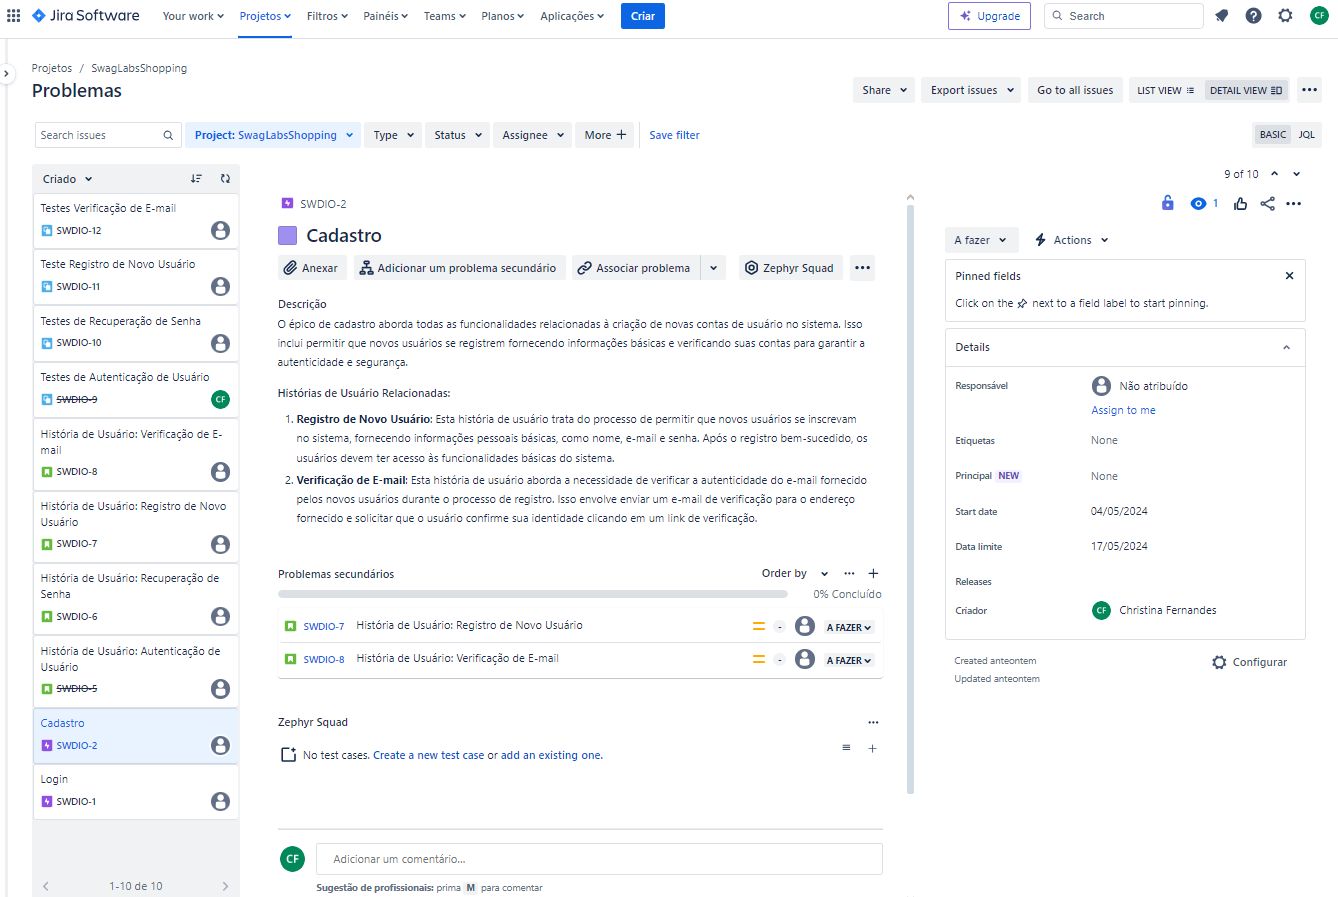 Jira Software
Your work
Projetos
Filtros
Painéis
Teams
Planos
Aplicações
Criar
Upgrade
Search
CF
Projetos / SwagLabsShopping
Problemas
Share
Export issues
Go to all issues
LIST VIEW
DETAIL VIEW
Search issues
Project: SwagLabsShopping
Type
Status
Assignee
More
Save filter
BASIC
JQL
Criado
Testes Verificação de E-mail
SWDIO-12
Teste Registro de Novo Usuário
SWDIO-11
Testes de Recuperação de Senha
SWDIO-10
Testes de Autenticação de Usuário
SWDIO-9
CF
História de Usuário: Verificação de E-
mail
SWDIO-8
História de Usuário: Registro de Novo
Usuário
SWDIO-7
História de Usuário: Recuperação de
Senha
SWDIO-6
História de Usuário: Autenticação de
Usuário
SWDIO-5
Cadastro
SWDIO-2
Login
SWDIO-1
1-10 de 10
SWDIO-2
Cadastro
Anexar
Adicionar um problema secundário
Associar problema
Zephyr Squad
Descrição
O épico de cadastro aborda todas as funcionalidades relacionadas à criação de novas contas de usuário no sistema. Isso
inclui permitir que novos usuários se registrem fornecendo informações básicas e verificando suas contas para garantir a
autenticidade e segurança.
Histórias de Usuário Relacionadas:
1. Registro de Novo Usuário: Esta história de usuário trata do processo de permitir que novos usuários se inscrevam
no sistema, fornecendo informações pessoais básicas, como nome, e-mail e senha. Após o registro bem-sucedido, os
usuários devem ter acesso às funcionalidades básicas do sistema.
2. Verificação de E-mail: Esta história de usuário aborda a necessidade de verificar a autenticidade do e-mail fornecido
pelos novos usuários durante o processo de registro. Isso envolve enviar um e-mail de verificação para o endereço
fornecido e solicitar que o usuário confirme sua identidade clicando em um link de verificação.
Problemas secundários
Order by
0% Concluído
SWDIO-7 História de Usuário: Registro de Novo Usuário - A FAZER
SWDIO-8 História de Usuário: Verificação de E-mail - A FAZER
Zephyr Squad
No test cases. Create a new test case or add an existing one.
CF
Adicionar um comentário...
Sugestão de profissionais: prima M para comentar
9 of 10
1
A fazer
Actions
Pinned fields
Click on the next to a field label to start pinning.
Details
Responsável
Não atribuído
Assign to me
Etiquetas
None
Principal NEW
None
Start date
04/05/2024
Data limite
17/05/2024
Releases
Criador
CF
Christina Fernandes
Created anteontem
Updated anteontem
Configurar